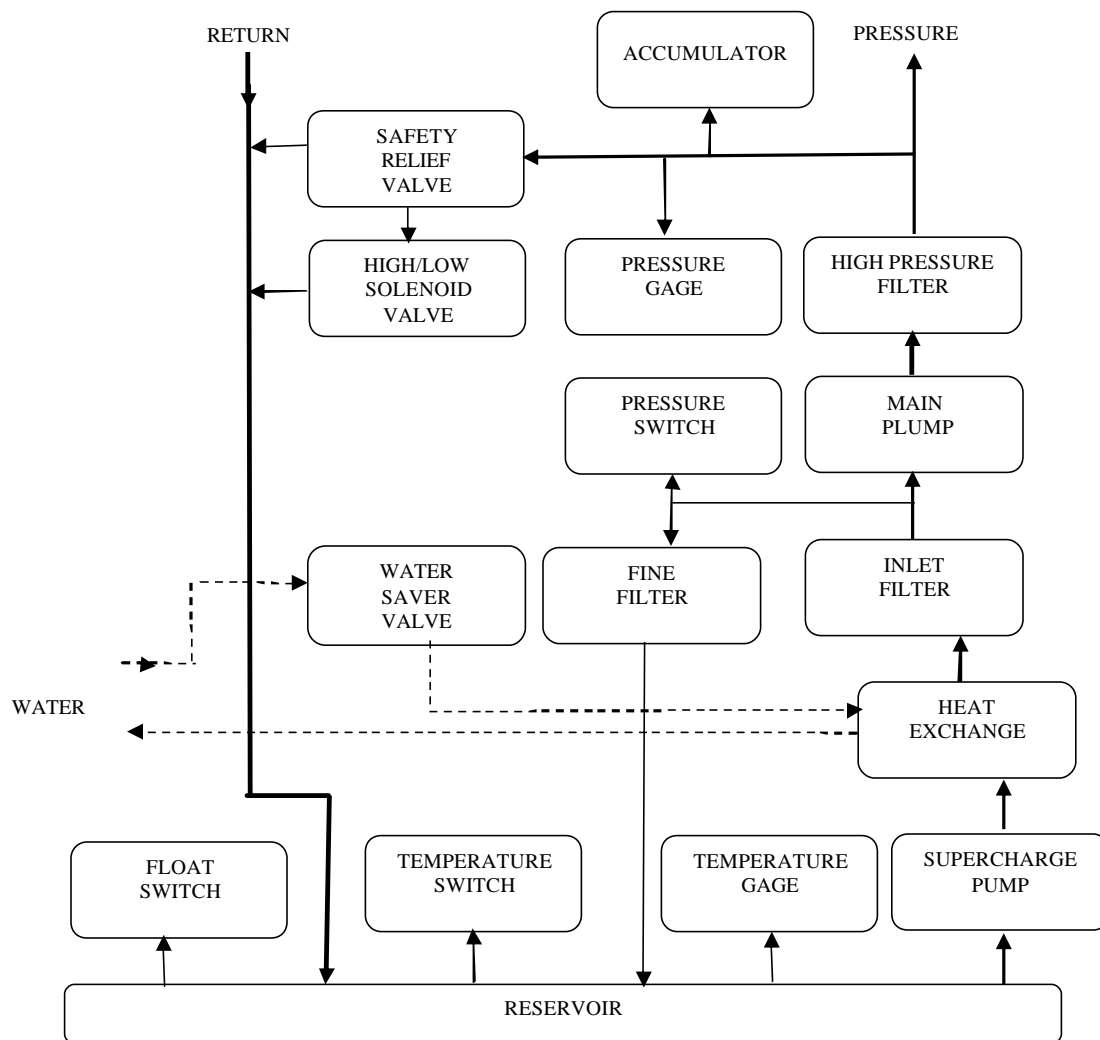 RETURN
ACCUMULATOR
PRESSURE
SAFETY
RELIEF
VALVE
HIGH/LOW
SOLENOID
VALVE
PRESSURE
GAGE
HIGH PRESSURE
FILTER
PRESSURE
SWITCH
MAIN
PLUMP
WATER
SAVER
VALVE
FINE
FILTER
INLET
FILTER
WATER
HEAT
EXCHANGE
FLOAT
SWITCH
TEMPERATURE
SWITCH
TEMPERATURE
GAGE
SUPERCHARGE
PUMP
RESERVOIR